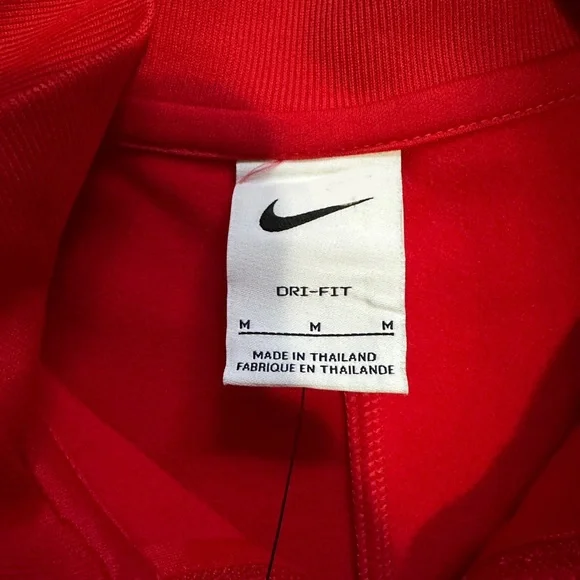 DRI-FIT
M M M
MADE IN THAILAND
FABRIQUE EN THAILANDE